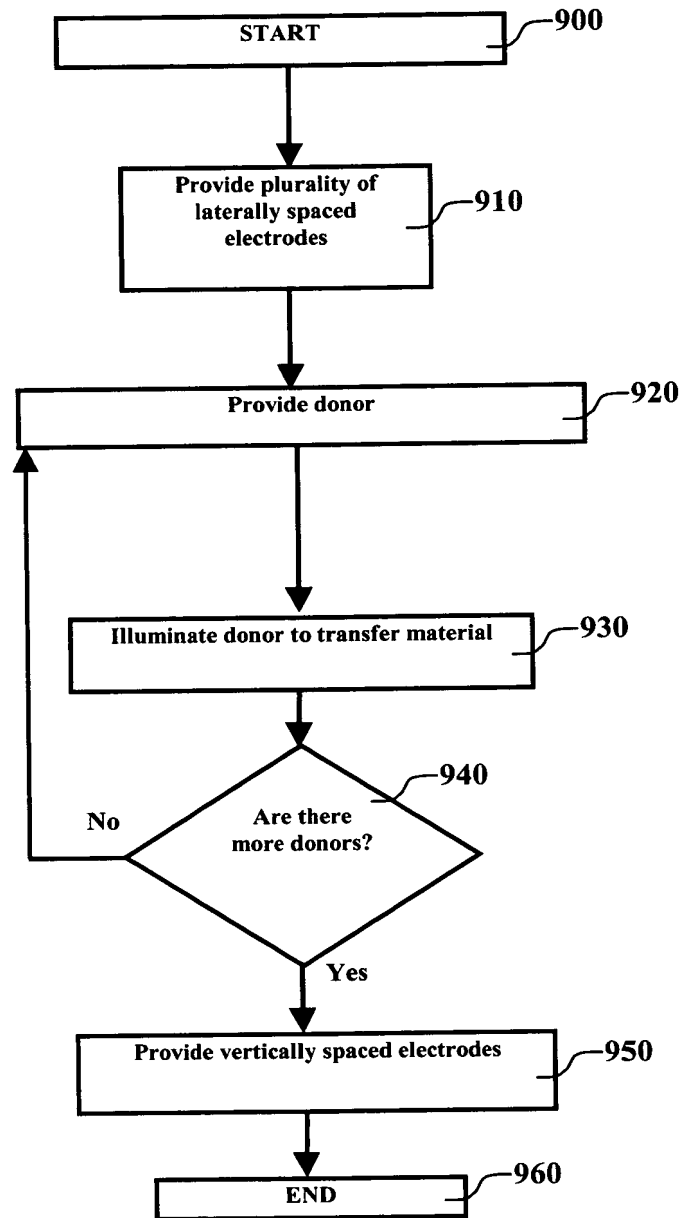 START
900
Provide plurality of
laterally spaced
electrodes
910
Provide donor
920
Illuminate donor to transfer material
930
940
Are there
more donors?
No
Yes
Provide vertically spaced electrodes
950
END
960